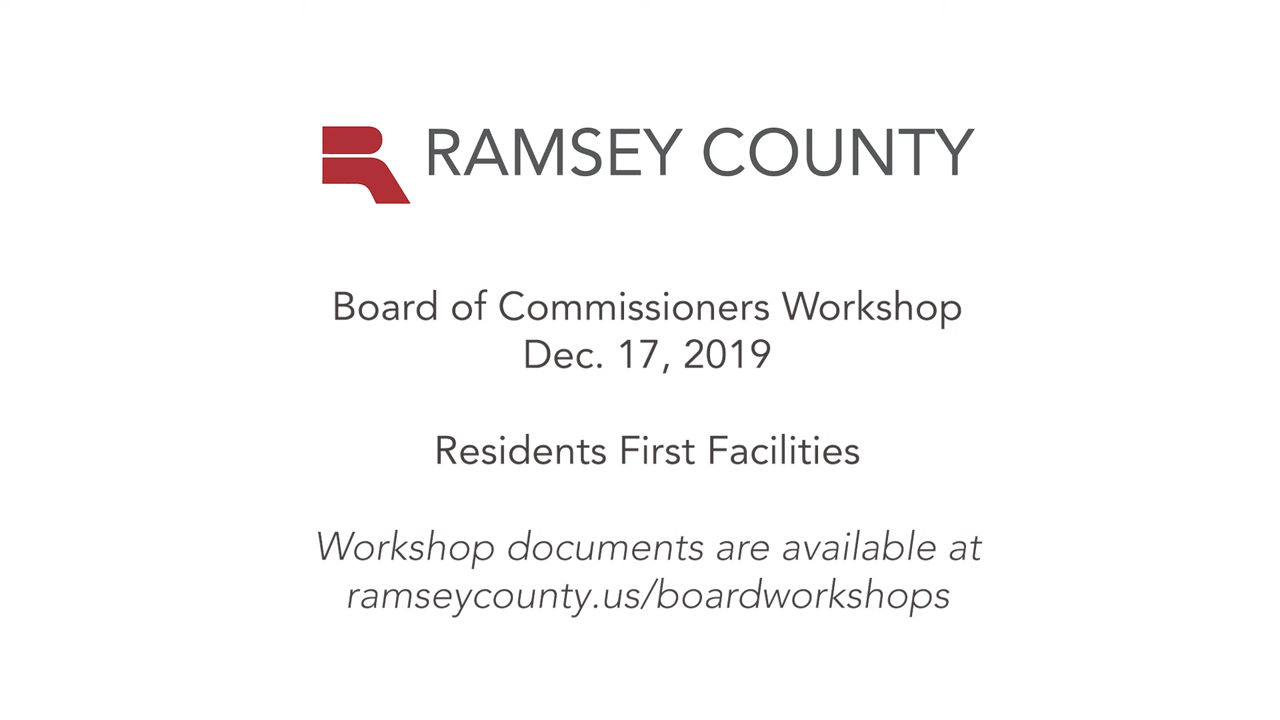 RAMSEY COUNTY
Board of Commissioners Workshop
Dec. 17, 2019
Residents First Facilities
Workshop documents are available at
ramseycounty.us/boardworkshops